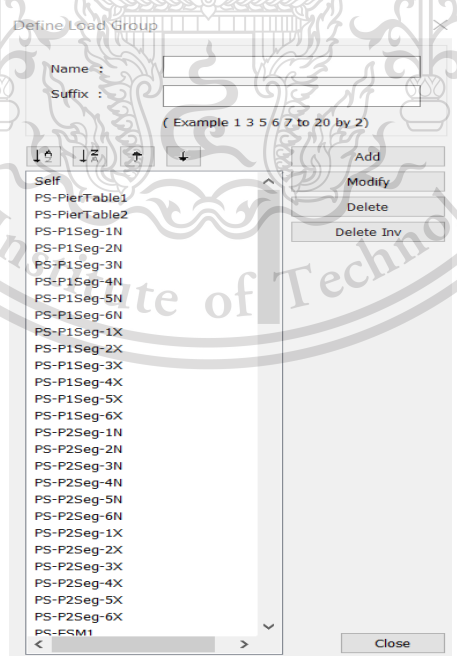 Define Load Group
Name :
Suffix :
( Example 1 3 5 6 7 to 20 by 2)
Add
Modify
Delete
Delete Inv
Self
PS-PierTable1
PS-PierTable2
PS-P1Seg-1N
PS-P1Seg-2N
PS-P1Seg-3N
PS-P1Seg-4N
PS-P1Seg-5N
PS-P1Seg-6N
PS-P1Seg-1X
PS-P1Seg-2X
PS-P1Seg-3X
PS-P1Seg-4X
PS-P1Seg-5X
PS-P1Seg-6X
PS-P2Seg-1N
PS-P2Seg-2N
PS-P2Seg-3N
PS-P2Seg-4N
PS-P2Seg-5N
PS-P2Seg-6N
PS-P2Seg-1X
PS-P2Seg-2X
PS-P2Seg-3X
PS-P2Seg-4X
PS-P2Seg-5X
PS-P2Seg-6X
PS-FSM1
Close
of